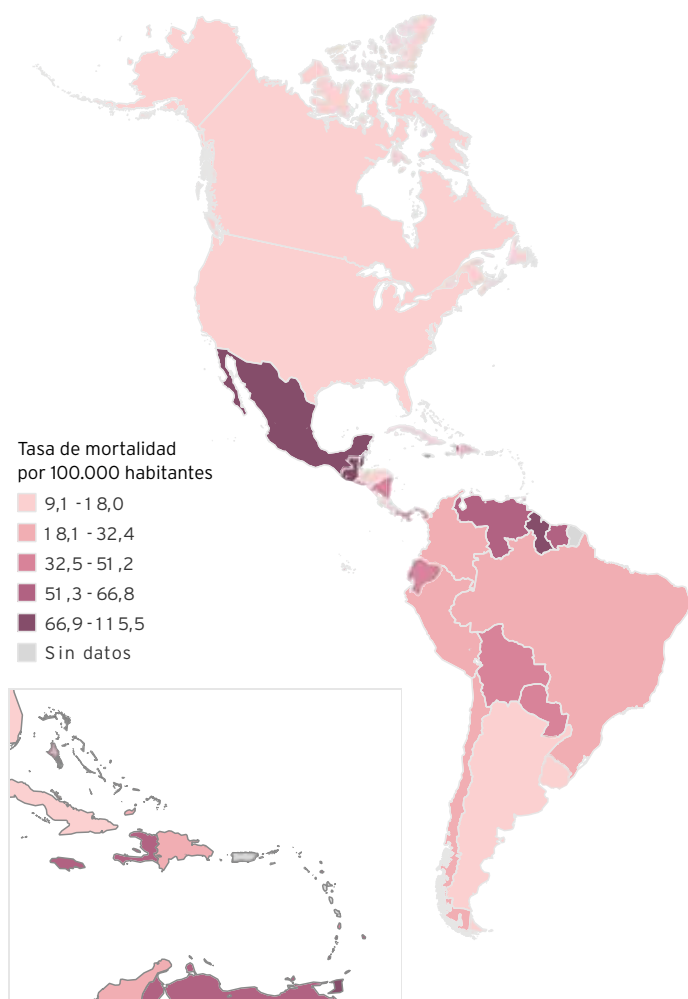 Tasa de mortalidad
por 100.000 habitantes
9,1 - 18,0
18,1 - 32,4
32,5 - 51,2
51,3 - 66,8
66,9 - 115,5
Sin datos